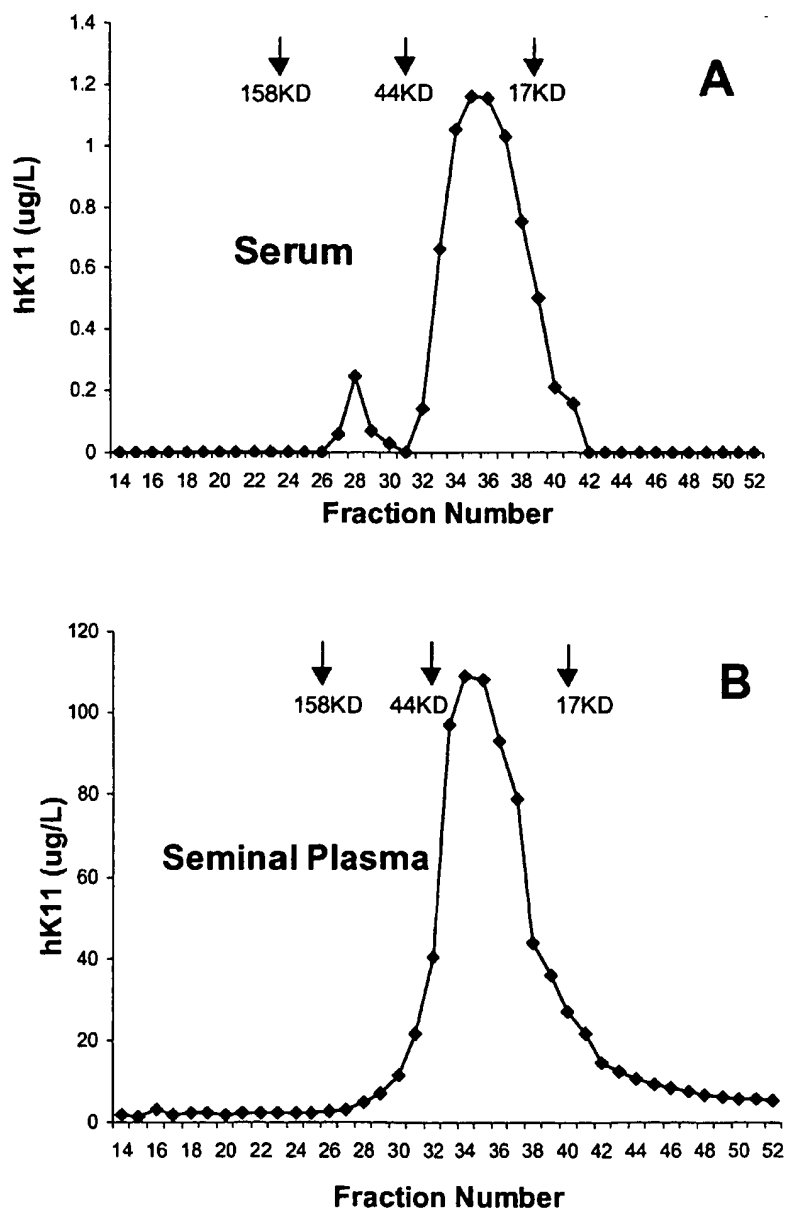 1.4
A
158KD 44KD 17KD
1.2
1
0.8
Serum
hK11 (ug/L)
0.6
0.4
0.2
0
14 16 18 20 22 24 26 28 30 32 34 36 38 40 42 44 46 48 50 52
Fraction Number
120
B
158KD 44KD 17KD
100
80
Seminal Plasma
hK11 (ug/L)
60
40
20
0
14 16 18 20 22 24 26 28 30 32 34 36 38 40 42 44 46 48 50 52
Fraction Number